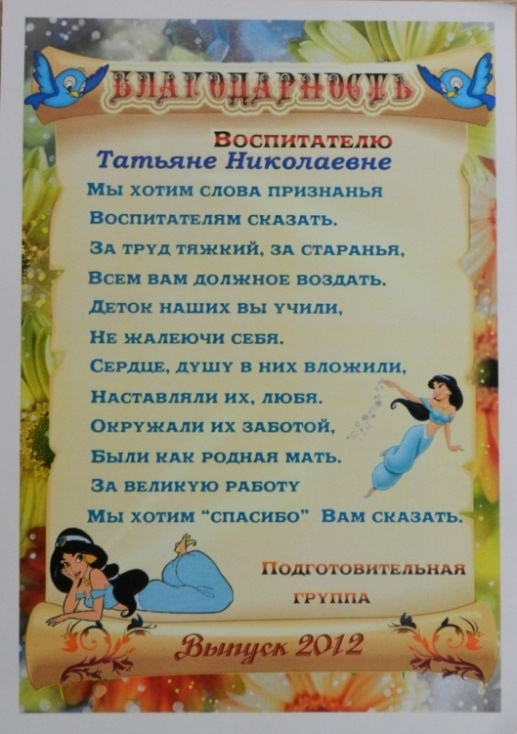 БЛАГОДАРНОСТЬ
Воспитателю
Татьяне Николаевне
Мы хотим слова признанья
Воспитателям сказать.
За труд тяжкий, за старанья,
Всем вам должное воздать.
Деток наших вы учили,
Не жалеючи себя.
Сердце, душу в них вложили,
Наставляли их, любя.
Окружали их заботой,
Были как родная мать.
За великую работу
Мы хотим “спасибо” Вам сказать.
Подготовительная
группа
Выпуск 2012